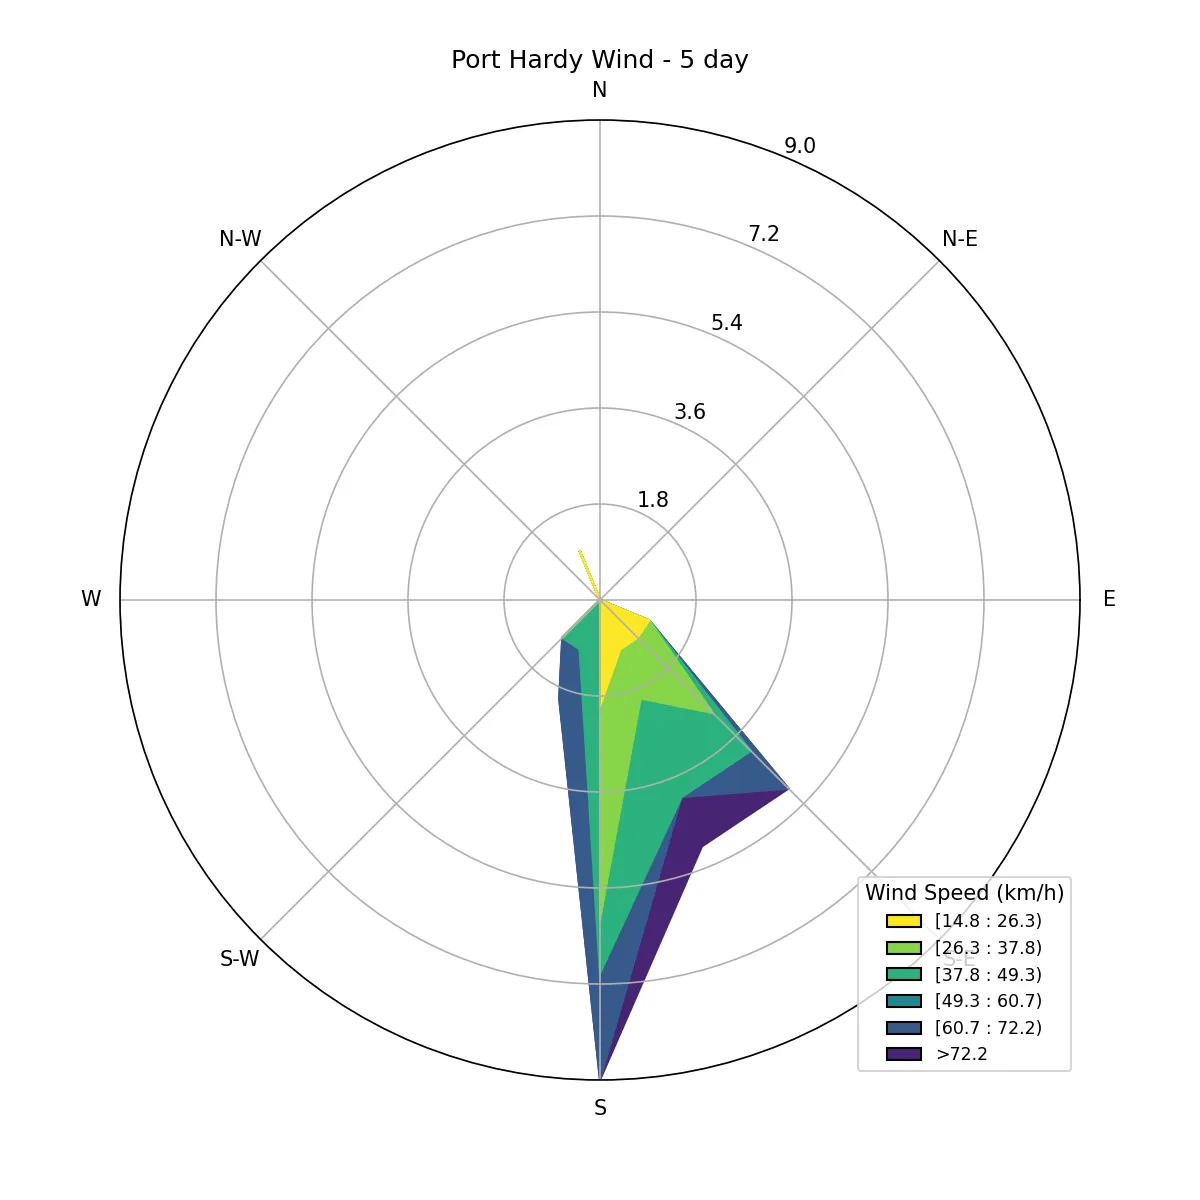 Port Hardy Wind - 5 day
N
9.0
7.2
N-W
N-E
5.4
3.6
1.8
W
E
Wind Speed (km/h)
[14.8 : 26.3)
[26.3 : 37.8)
S-W
S-E
[37.8 : 49.3)
[49.3 : 60.7)
[60.7 : 72.2)
>72.2
S